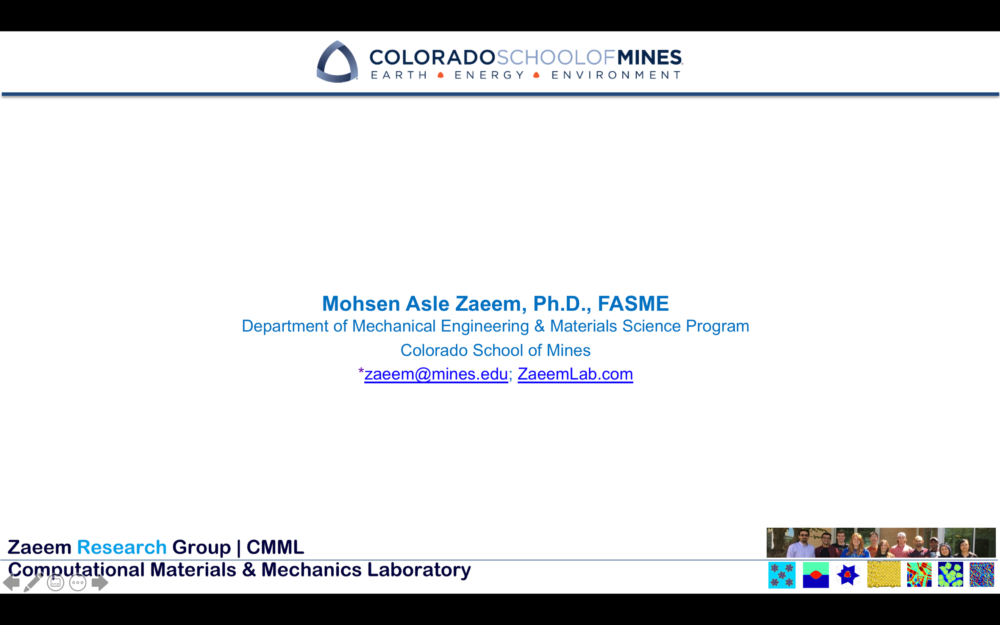 COLORADOSCHOOLOFMINES
EARTH ENERGY ENVIRONMENT
Mohsen Asle Zaeem, Ph.D., FASME
Department of Mechanical Engineering & Materials Science Program
Colorado School of Mines
*zaeem@mines.edu; ZaeemLab.com
Zaeem Research Group | CMML
Computational Materials & Mechanics Laboratory